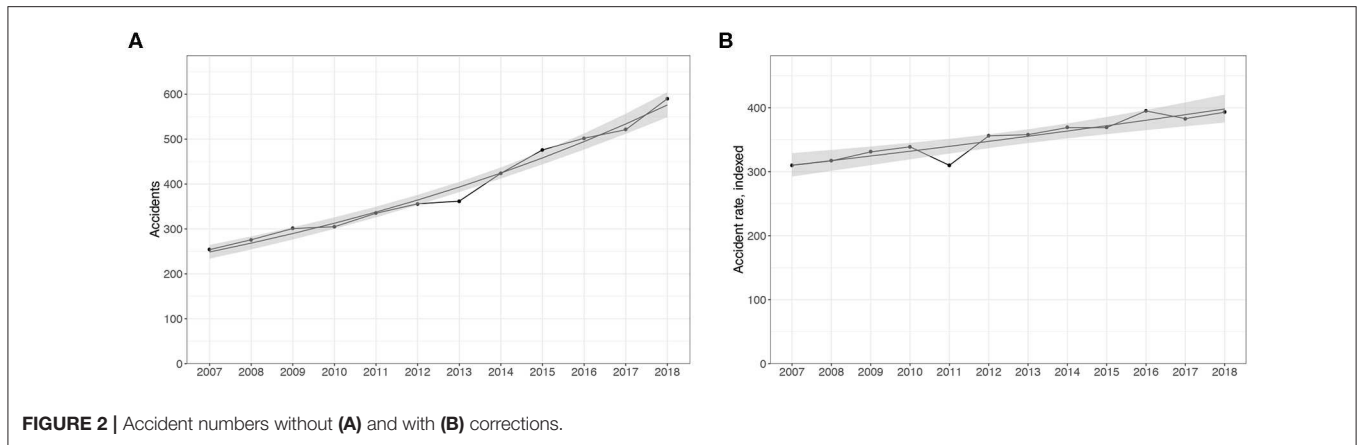 A
B
Accidents
600
500
400
300
200
100
0
2007 2008 2009 2010 2011 2012 2013 2014 2015 2016 2017 2018
Accident rate, indexed
400
300
200
100
0
2007 2008 2009 2010 2011 2012 2013 2014 2015 2016 2017 2018
FIGURE 2 | Accident numbers without (A) and with (B) corrections.